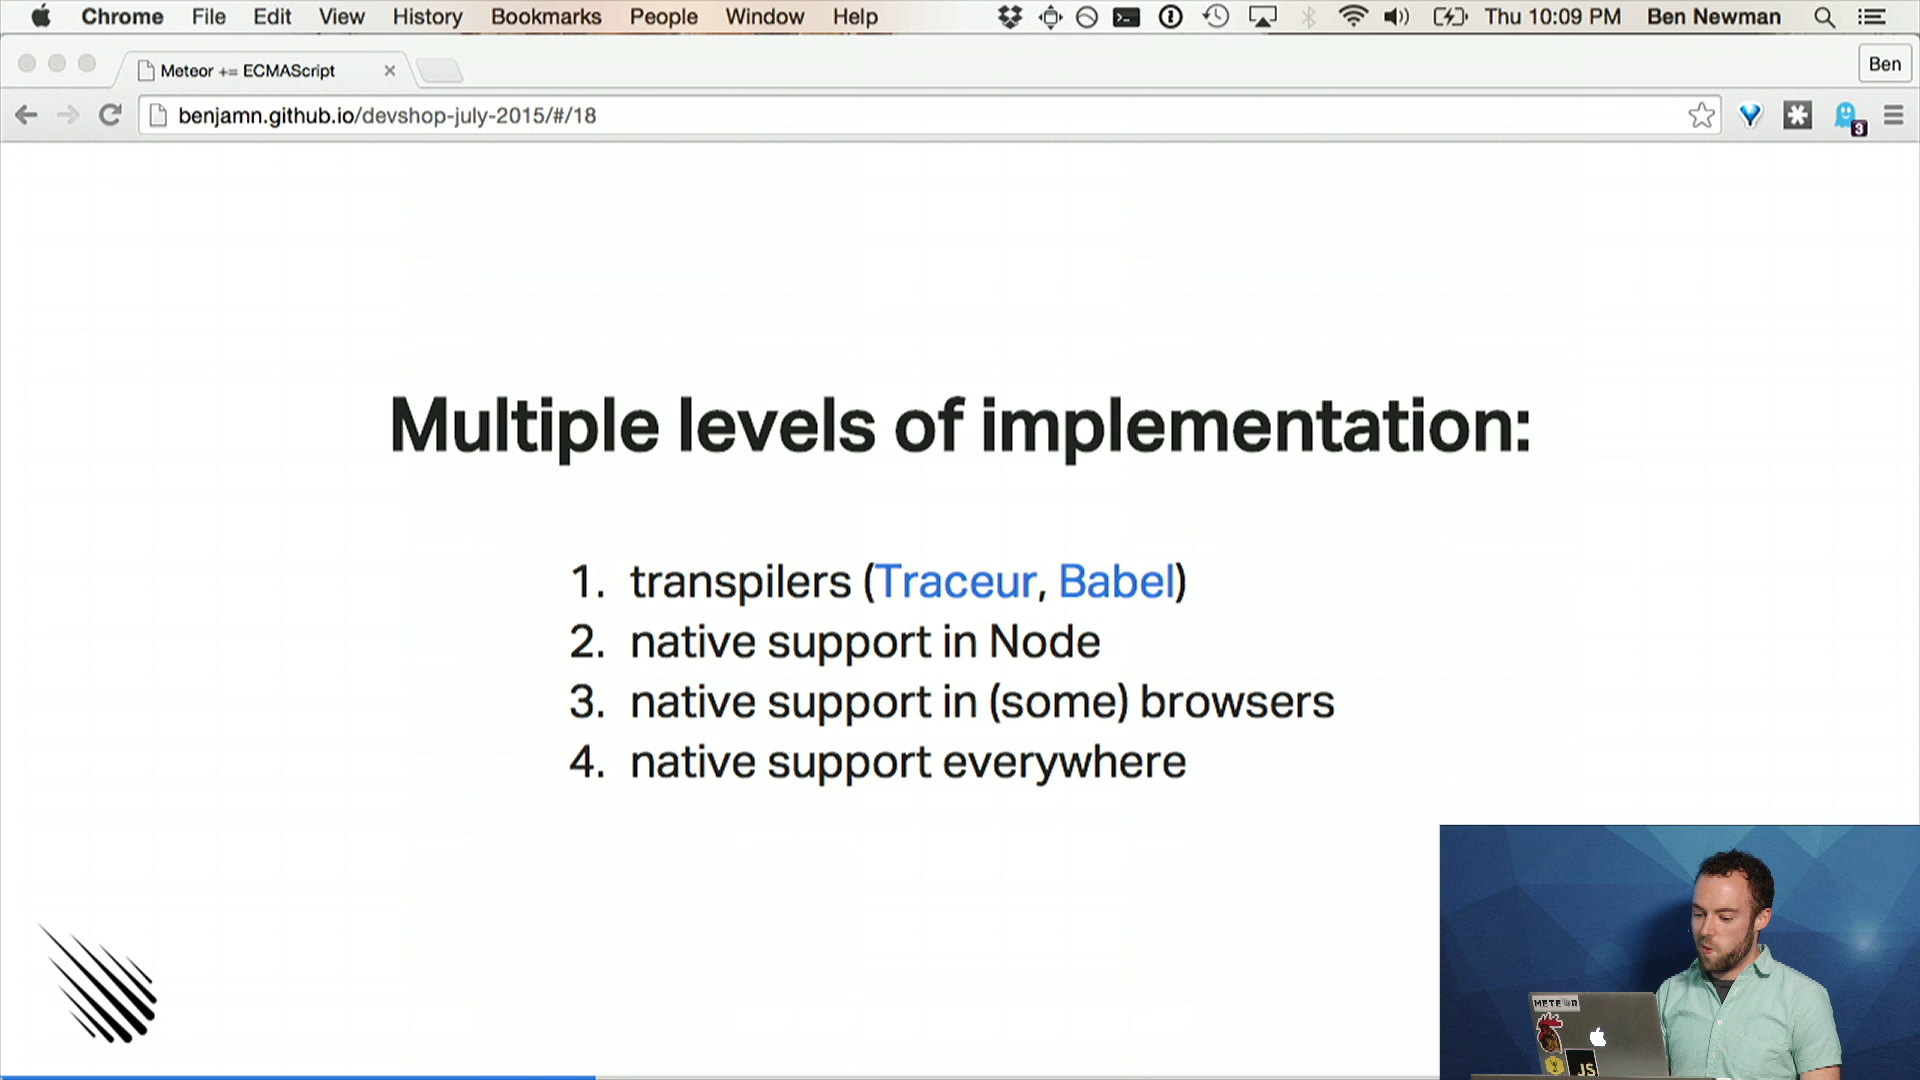 Chrome File Edit View History Bookmarks People Window Help Thu 10:09 PM Ben Newman
Meteor += ECMAScript
Ben
benjamn.github.io/devshop-july-2015/#/18
3
Multiple levels of implementation:
1. transpilers (Traceur, Babel)
2. native support in Node
3. native support in (some) browsers
4. native support everywhere
METEOR
JS